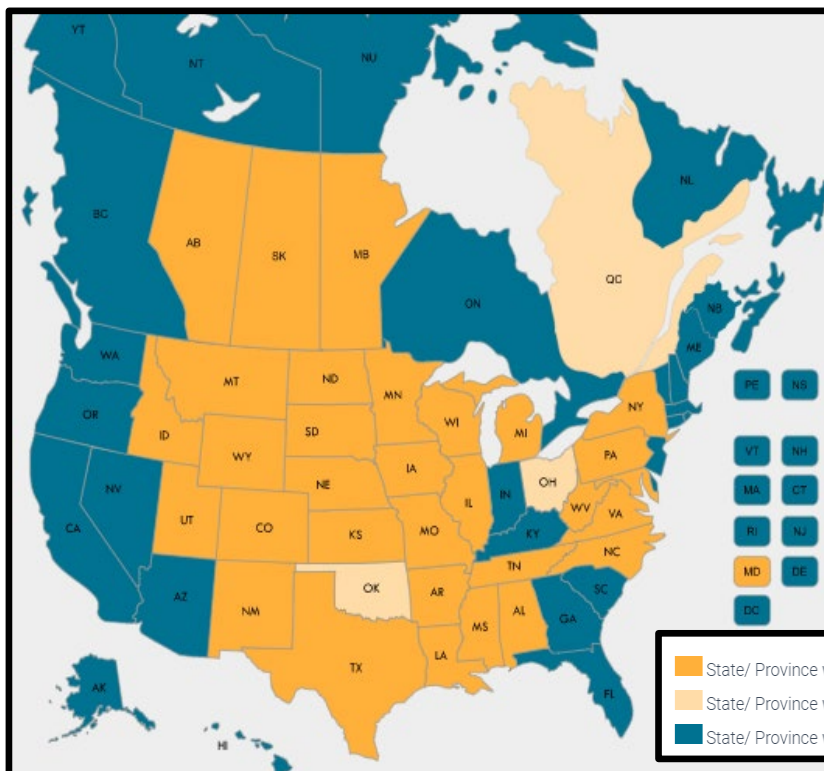 YT
NT
NU
BC
AB
SK
MB
ON
QC
NL
NB
ME
WA
OR
MT
ND
MN
ID
WY
SD
WI
MI
NY
PE
NS
CA
NV
UT
CO
NE
IA
IL
IN
OH
PA
VT
NH
KS
MO
KY
WV
VA
MA
CT
AZ
NM
OK
AR
TN
NC
RI
NJ
TX
LA
MS
AL
GA
SC
MD
DE
DC
FL
AK
HI
State/ Province
State/ Province
State/ Province